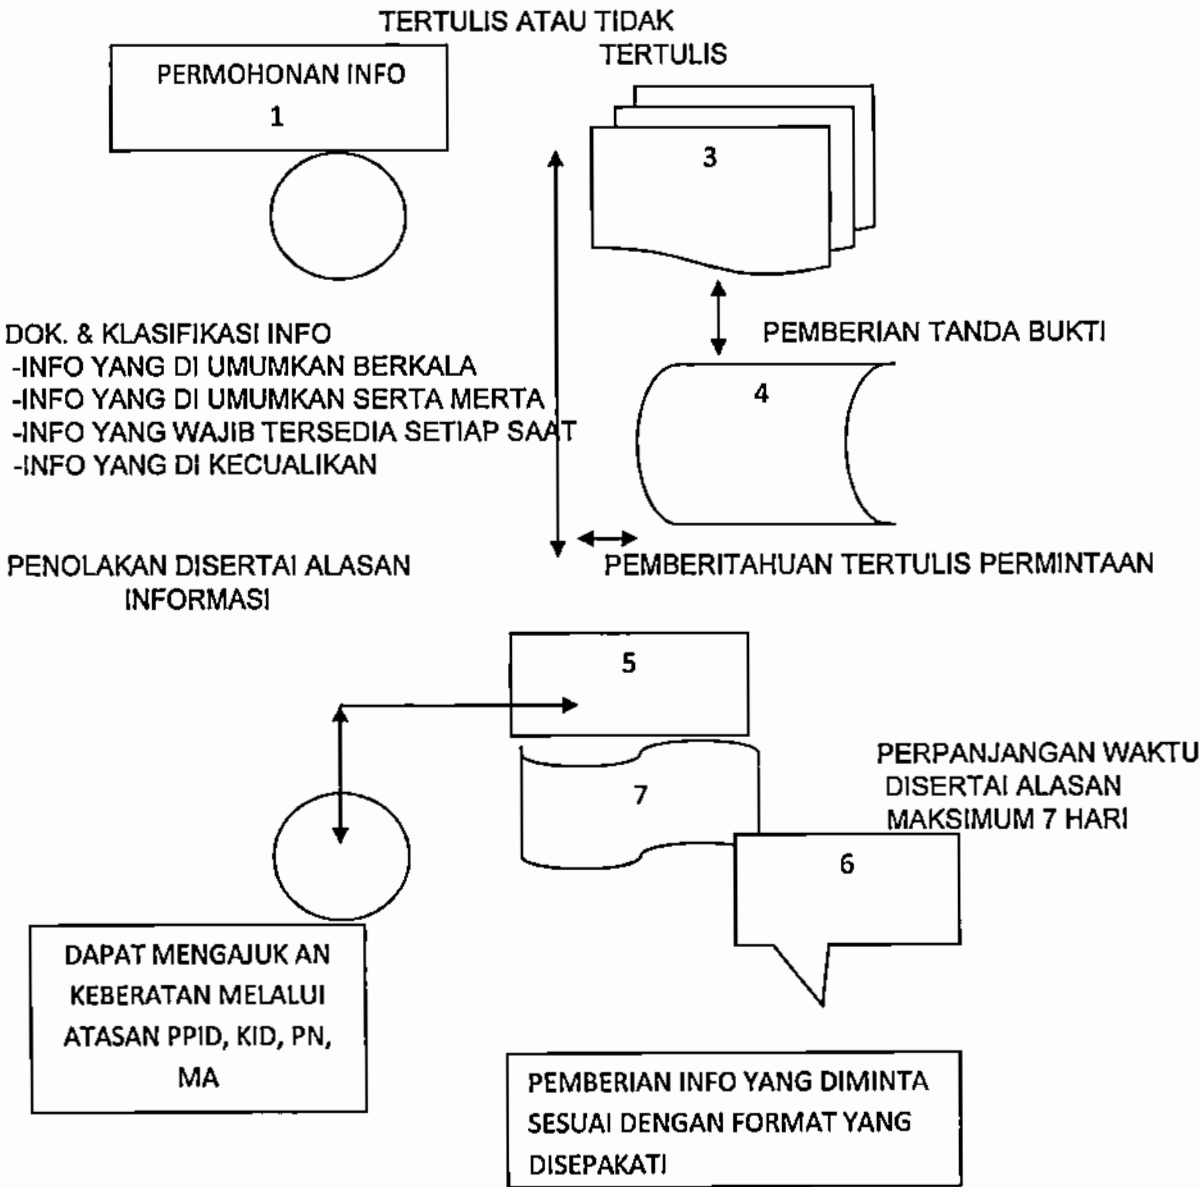 TERTULIS ATAU TIDAK
TERTULIS
PERMOHONAN INFO
1
3
DOK. & KLASIFIKASI INFO
-INFO YANG DI UMUMKAN BERKALA
-INFO YANG DI UMUMKAN SERTA MERTA
-INFO YANG WAJIB TERSEDIA SETIAP SAAT
-INFO YANG DI KECUALIKAN
PEMBERIAN TANDA BUKTI
4
PENOLAKAN DISERTAI ALASAN
INFORMASI
PEMBERITAHUAN TERTULIS PERMINTAAN
5
7
PERPANJANGAN WAKTU
DISERTAI ALASAN
MAKSIMUM 7 HARI
6
DAPAT MENGAJUK AN
KEBERATAN MELALUI
ATASAN PPID, KID, PN,
MA
PEMBERIAN INFO YANG DIMINTA
SESUAI DENGAN FORMAT YANG
DISEPAKATI